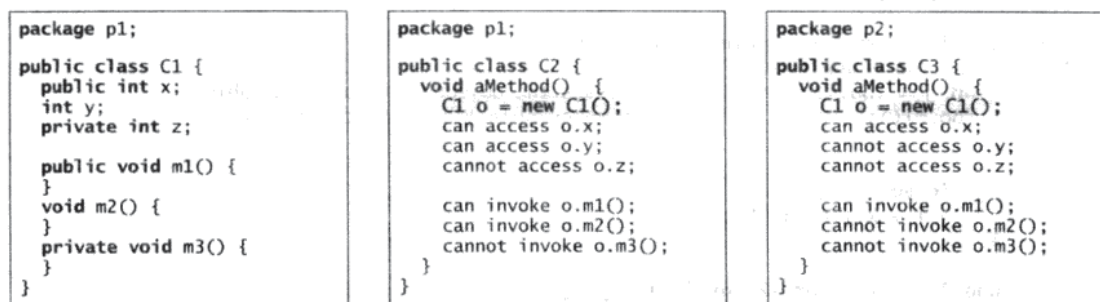 package p1;
public class C1 {
public int x;
int y;
private int z;
public void m1() {
}
void m2() {
}
private void m3() {
}
}
package p1;
public class C2 {
void aMethod() {
C1 o = new C1();
can access o.x;
can access o.y;
cannot access o.z;
can invoke o.m1();
can invoke o.m2();
cannot invoke o.m3();
}
}
package p2;
public class C3 {
void aMethod() {
C1 o = new C1();
can access o.x;
cannot access o.y;
cannot access o.z;
can invoke o.m1();
cannot invoke o.m2();
cannot invoke o.m3();
}
}